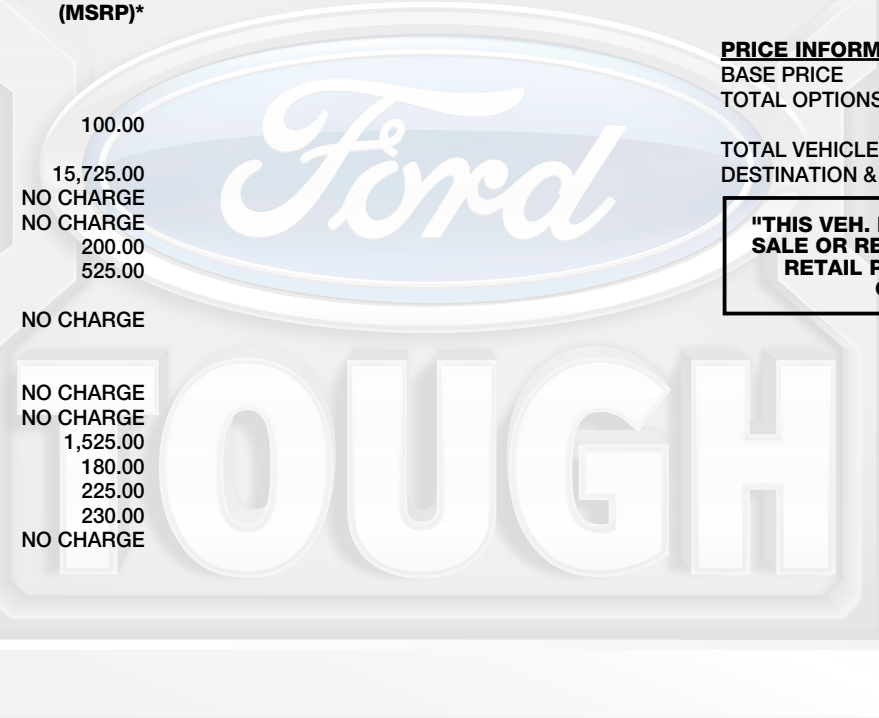 (MSRP)*
100.00
15,725.00
NO CHARGE
NO CHARGE
200.00
525.00
NO CHARGE
NO CHARGE
NO CHARGE
1,525.00
180.00
225.00
230.00
NO CHARGE
PRICE INFORM
BASE PRICE
TOTAL OPTIONS
TOTAL VEHICLE
DESTINATION &
"THIS VEH.
SALE OR RE
RETAIL P
Ford
TOUGH